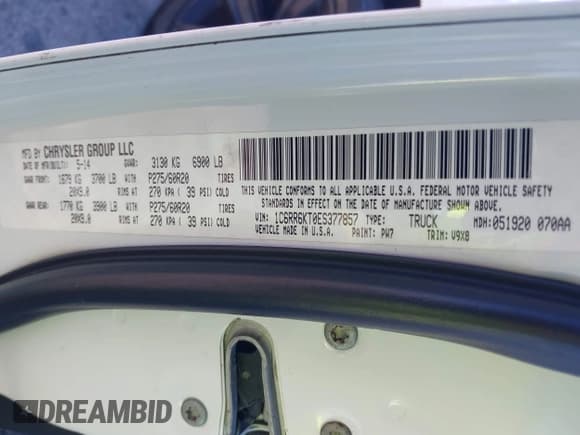 MFD BY CHRYSLER GROUP LLC
DATE OF MFR/BUILT: 5-14 GVWR: 3130 KG 6900 LB
GAWR FRONT: 1679 KG 3700 LB WITH P275/60R20 TIRES
20X9.0 RIMS AT 270 KPA ( 39 PSI) COLD
GAWR REAR: 1770 KG 3900 LB WITH P275/60R20 TIRES
20X9.0 RIMS AT 270 KPA ( 39 PSI) COLD
THIS VEHICLE CONFORMS TO ALL APPLICABLE U.S.A. FEDERAL MOTOR VEHICLE SAFETY
STANDARDS IN EFFECT ON THE DATE OF MANUFACTURE SHOWN ABOVE.
VIN: 1C6RR6KT0ES377857 TYPE: TRUCK MDH: 051920 070AA
VEHICLE MADE IN U.S.A. PAINT: PW7 TRIM: V9X8
DREAMBID